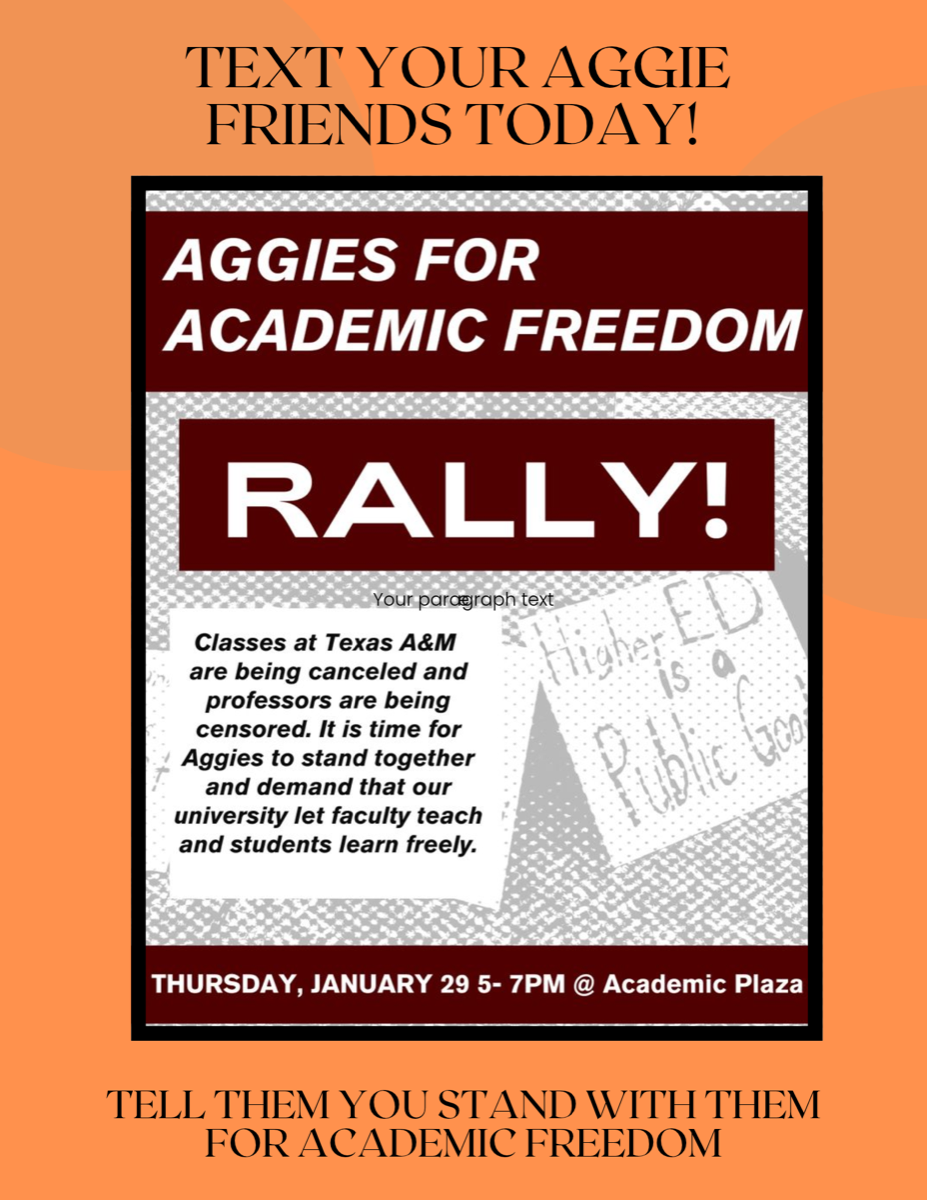 TEXT YOUR AGGIE
FRIENDS TODAY!
AGGIES FOR
ACADEMIC FREEDOM
RALLY!
Your paragraph text
Classes at Texas A&M
are being canceled and
professors are being
censored. It is time for
Aggies to stand together
and demand that our
university let faculty teach
and students learn freely.
Higher ED
is a
Public Good
THURSDAY, JANUARY 29 5- 7PM @ Academic Plaza
TELL THEM YOU STAND WITH THEM
FOR ACADEMIC FREEDOM